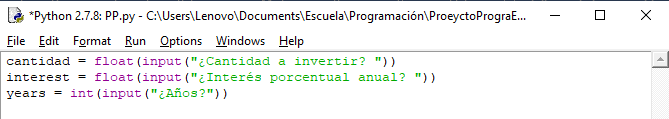 *Python 2.7.8: PP.py - C:\Users\Lenovo\Documents\Escuela\Programación\ProeyctoPrograE...
File Edit Format Run Options Windows Help
cantidad = float(input("¿Cantidad a invertir? "))
interest = float(input("¿Interés porcentual anual? "))
years = int(input("¿Años?"))